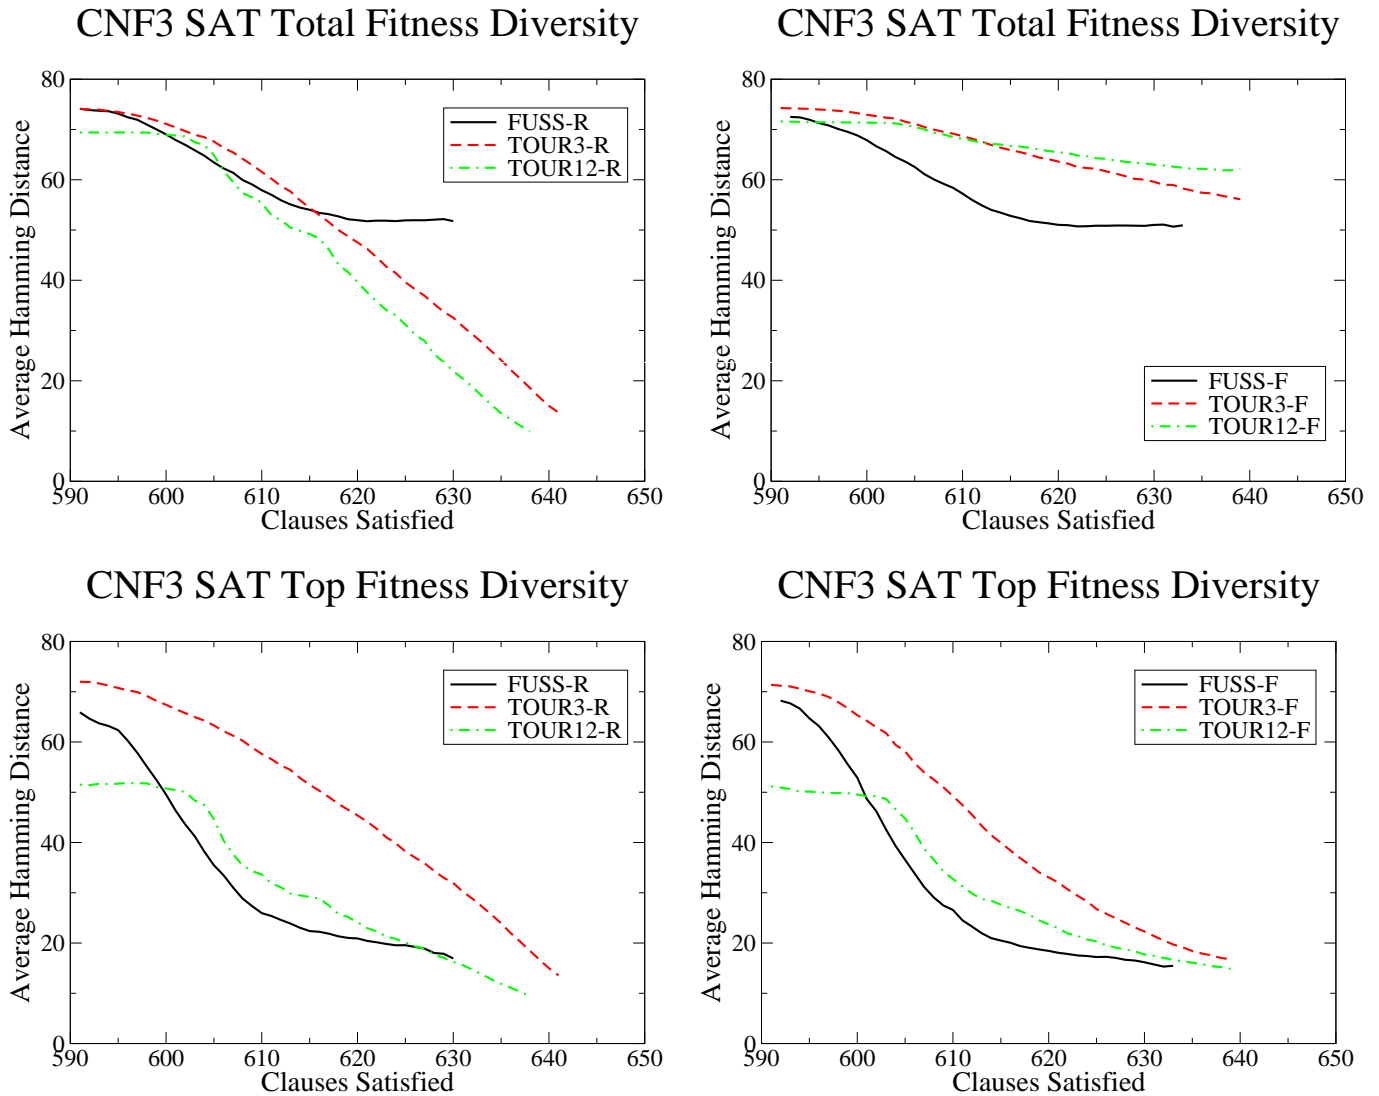 CNF3 SAT Total Fitness Diversity
80
60
40
20
0
590
600
610
620
630
640
650
Average Hamming Distance
Clauses Satisfied
FUSS-R
TOUR3-R
TOUR12-R
CNF3 SAT Total Fitness Diversity
80
60
40
20
0
590
600
610
620
630
640
650
Average Hamming Distance
Clauses Satisfied
FUSS-F
TOUR3-F
TOUR12-F
CNF3 SAT Top Fitness Diversity
80
60
40
20
0
590
600
610
620
630
640
650
Average Hamming Distance
Clauses Satisfied
FUSS-R
TOUR3-R
TOUR12-R
CNF3 SAT Top Fitness Diversity
80
60
40
20
0
590
600
610
620
630
640
650
Average Hamming Distance
Clauses Satisfied
FUSS-F
TOUR3-F
TOUR12-F